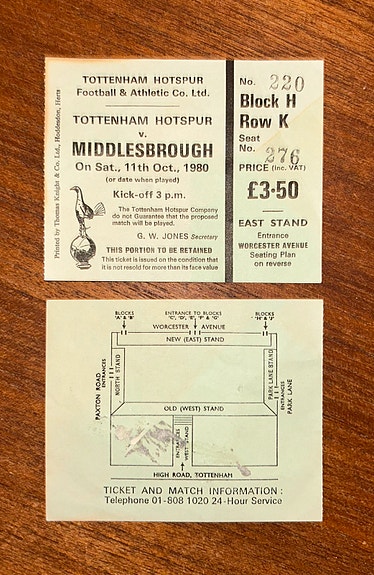 Printed by Thomas Knight & Co. Ltd., Hoddesdon, Herts
TOTTENHAM HOTSPUR
Football & Athletic Co. Ltd.
TOTTENHAM HOTSPUR
v.
MIDDLESBROUGH
On Sat., 11th Oct., 1980
(or date when played)
Kick-off 3 p.m.
The Tottenham Hotspur Company
do not Guarantee that the proposed
match will be played.
G. W. JONES Secretary
THIS PORTION TO BE RETAINED
This ticket is issued on the condition that
it is not resold for more than its face value
No. 220
Block H
Row K
Seat
No. 276
PRICE (inc. VAT)
£3·50
EAST STAND
Entrance
WORCESTER AVENUE
Seating Plan
on reverse
BLOCKS
'A' & 'B'
ENTRANCE TO BLOCKS
'C', 'D', 'E', 'F' & 'G'
BLOCKS
'H' & 'J'
WORCESTER AVENUE
NEW (EAST) STAND
PAXTON ROAD
ENTRANCES
NORTH STAND
PARK LANE STAND
ENTRANCES
PARK LANE
OLD (WEST) STAND
ENTRANCES
WEST STAND
HIGH ROAD, TOTTENHAM
TICKET AND MATCH INFORMATION:
Telephone 01-808 1020 24-Hour Service